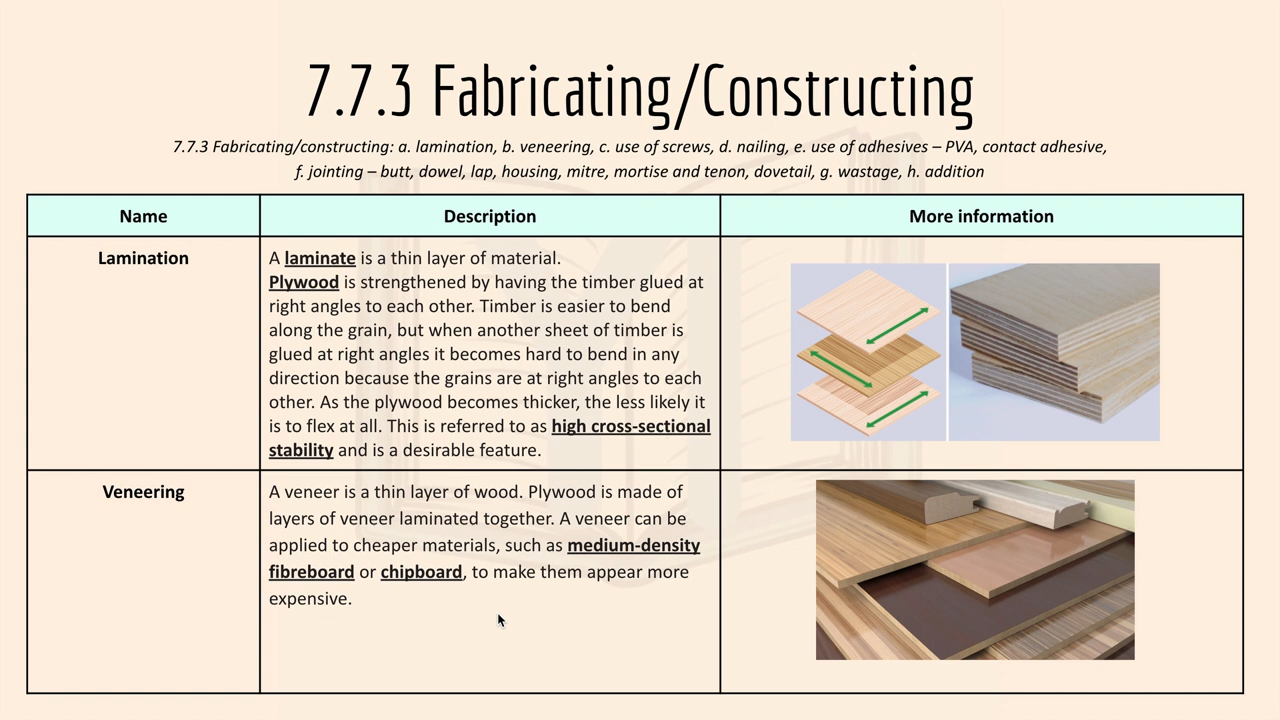 7.7.3 Fabricating/Constructing
7.7.3 Fabricating/constructing: a. lamination, b. veneering, c. use of screws, d. nailing, e. use of adhesives – PVA, contact adhesive,
f. jointing – butt, dowel, lap, housing, mitre, mortise and tenon, dovetail, g. wastage, h. addition
Name
Description
More information
Lamination
A laminate is a thin layer of material.
Plywood is strengthened by having the timber glued at
right angles to each other. Timber is easier to bend
along the grain, but when another sheet of timber is
glued at right angles it becomes hard to bend in any
direction because the grains are at right angles to each
other. As the plywood becomes thicker, the less likely it
is to flex at all. This is referred to as high cross-sectional
stability and is a desirable feature.
Veneering
A veneer is a thin layer of wood. Plywood is made of
layers of veneer laminated together. A veneer can be
applied to cheaper materials, such as medium-density
fibreboard or chipboard, to make them appear more
expensive.